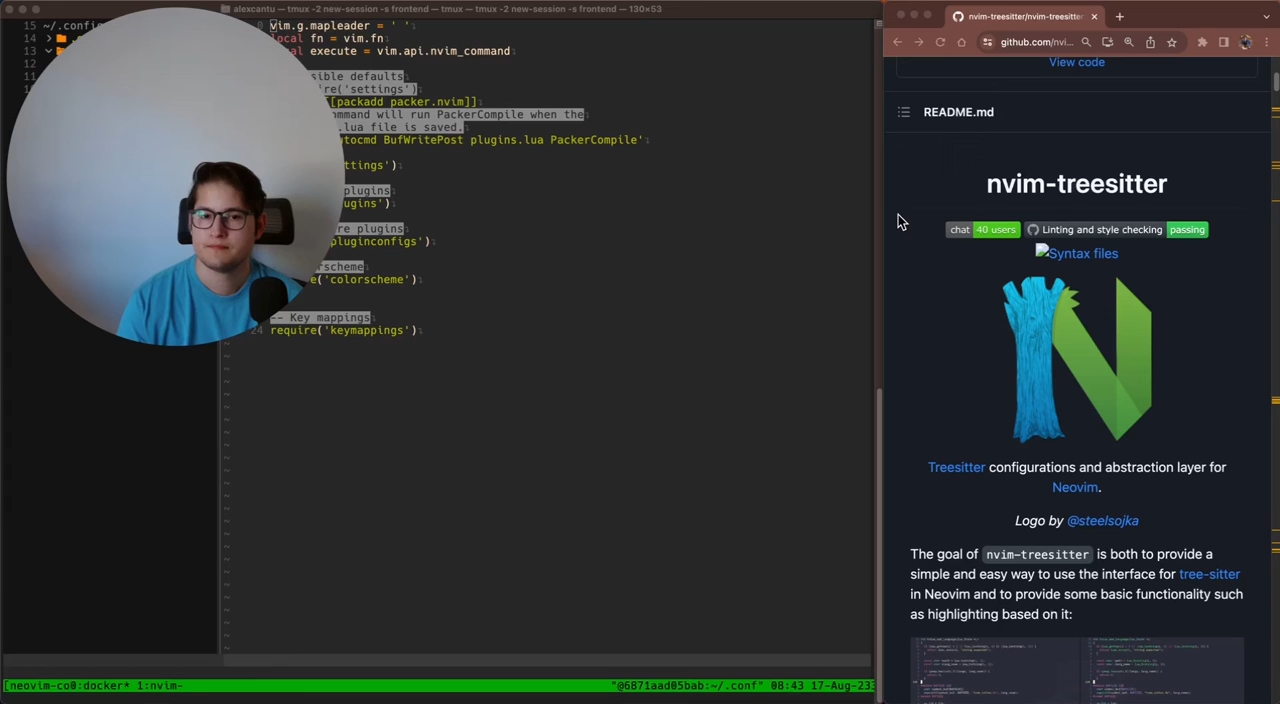 alexcantu — tmux -2 new-session -s frontend — tmux — tmux -2 new-session -s frontend — 130×53
15 ~/.config
14
13
12
11
0 vim.g.mapleader = ' '
local fn = vim.fn
execute = vim.api.nvim_command
sible defaults
ire('settings')
[packadd packer.nvim]]
ommand will run PackerCompile when the
.lua file is saved.
utocmd BufWritePost plugins.lua PackerCompile'
ttings')
plugins
ugins')
re plugins
pluginconfigs')
rscheme
e('colorscheme')
-- Key mappings
24 require('keymappings')
[neovim-co0:docker* 1:nvim-
"@6871aad05bab:~/.conf" 08:43 17-Aug-233
nvim-treesitter/nvim-treesitter
github.com/nvi...
View code
README.md
nvim-treesitter
chat 40 users Linting and style checking passing
Syntax files
Treesitter configurations and abstraction layer for
Neovim.
Logo by @steelsojka
The goal of nvim-treesitter is both to provide a
simple and easy way to use the interface for tree-sitter
in Neovim and to provide some basic functionality such
as highlighting based on it: